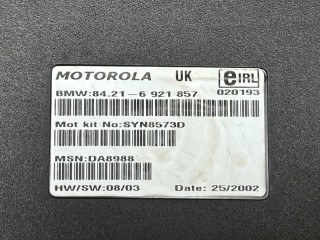 MOTOROLA UK e IRL
BMW:84.21-6 921 857 020193
Mot kit No:SYN8573D
MSN:DA8988
HW/SW:08/03 Date: 25/2002